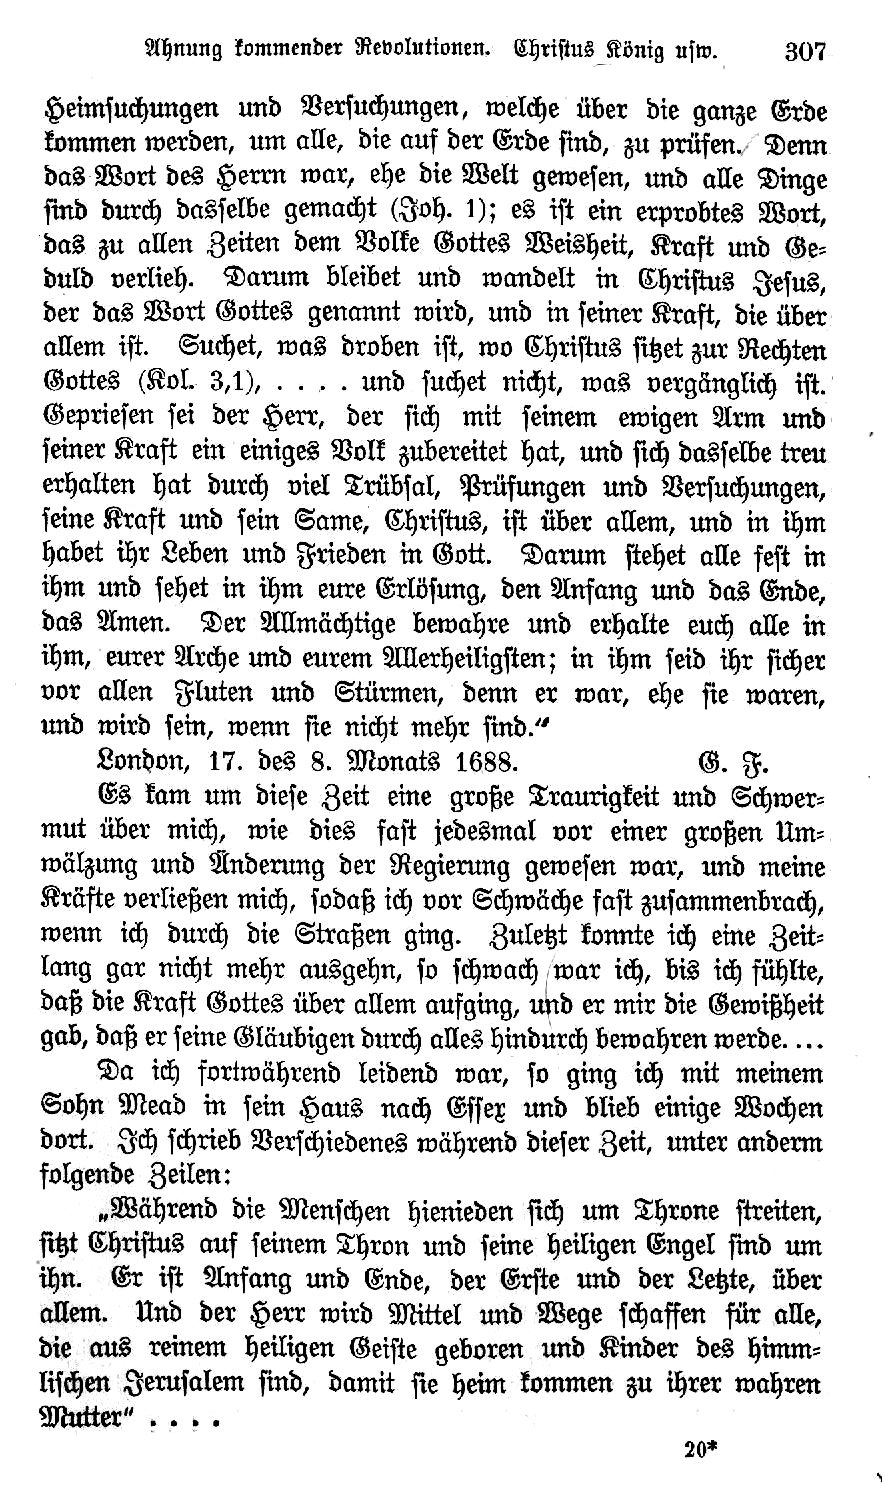 Ahnung kommender Revolutionen. Christus König usw. 307
Heimsuchungen und Versuchungen, welche über die ganze Erde
kommen werden, um alle, die auf der Erde sind, zu prüfen. Denn
das Wort des Herrn war, ehe die Welt gewesen, und alle Dinge
sind durch dasselbe gemacht (Joh. 1); es ist ein erprobtes Wort,
das zu allen Zeiten dem Volke Gottes Weisheit, Kraft und Ge-
duld verlieh. Darum bleibet und wandelt in Christus Jesus,
der das Wort Gottes genannt wird, und in seiner Kraft, die über
allem ist. Suchet, was droben ist, wo Christus sitzet zur Rechten
Gottes (Kol. 3,1), . . . . und suchet nicht, was vergänglich ist.
Gepriesen sei der Herr, der sich mit seinem ewigen Arm und
seiner Kraft ein einiges Volk zubereitet hat, und sich dasselbe treu
erhalten hat durch viel Trübsal, Prüfungen und Versuchungen,
seine Kraft und sein Same, Christus, ist über allem, und in ihm
habet ihr Leben und Frieden in Gott. Darum stehet alle fest in
ihm und sehet in ihm eure Erlösung, den Anfang und das Ende,
das Amen. Der Allmächtige bewahre und erhalte euch alle in
ihm, eurer Arche und eurem Allerheiligsten; in ihm seid ihr sicher
vor allen Fluten und Stürmen, denn er war, ehe sie waren,
und wird sein, wenn sie nicht mehr sind.“
London, 17. des 8. Monats 1688. G. F.
Es kam um diese Zeit eine große Traurigkeit und Schwer-
mut über mich, wie dies fast jedesmal vor einer großen Um-
wälzung und Änderung der Regierung gewesen war, und meine
Kräfte verließen mich, sodaß ich vor Schwäche fast zusammenbrach,
wenn ich durch die Straßen ging. Zuletzt konnte ich eine Zeit-
lang gar nicht mehr ausgehn, so schwach war ich, bis ich fühlte,
daß die Kraft Gottes über allem aufging, und er mir die Gewißheit
gab, daß er seine Gläubigen durch alles hindurch bewahren werde. . . .
Da ich fortwährend leidend war, so ging ich mit meinem
Sohn Mead in sein Haus nach Essex und blieb einige Wochen
dort. Ich schrieb Verschiedenes während dieser Zeit, unter anderm
folgende Zeilen:
„Während die Menschen hienieden sich um Throne streiten,
sitzt Christus auf seinem Thron und seine heiligen Engel sind um
ihn. Er ist Anfang und Ende, der Erste und der Letzte, über
allem. Und der Herr wird Mittel und Wege schaffen für alle,
die aus reinem heiligen Geiste geboren und Kinder des himm-
lischen Jerusalem sind, damit sie heim kommen zu ihrer wahren
Mutter“ . . . .
20*